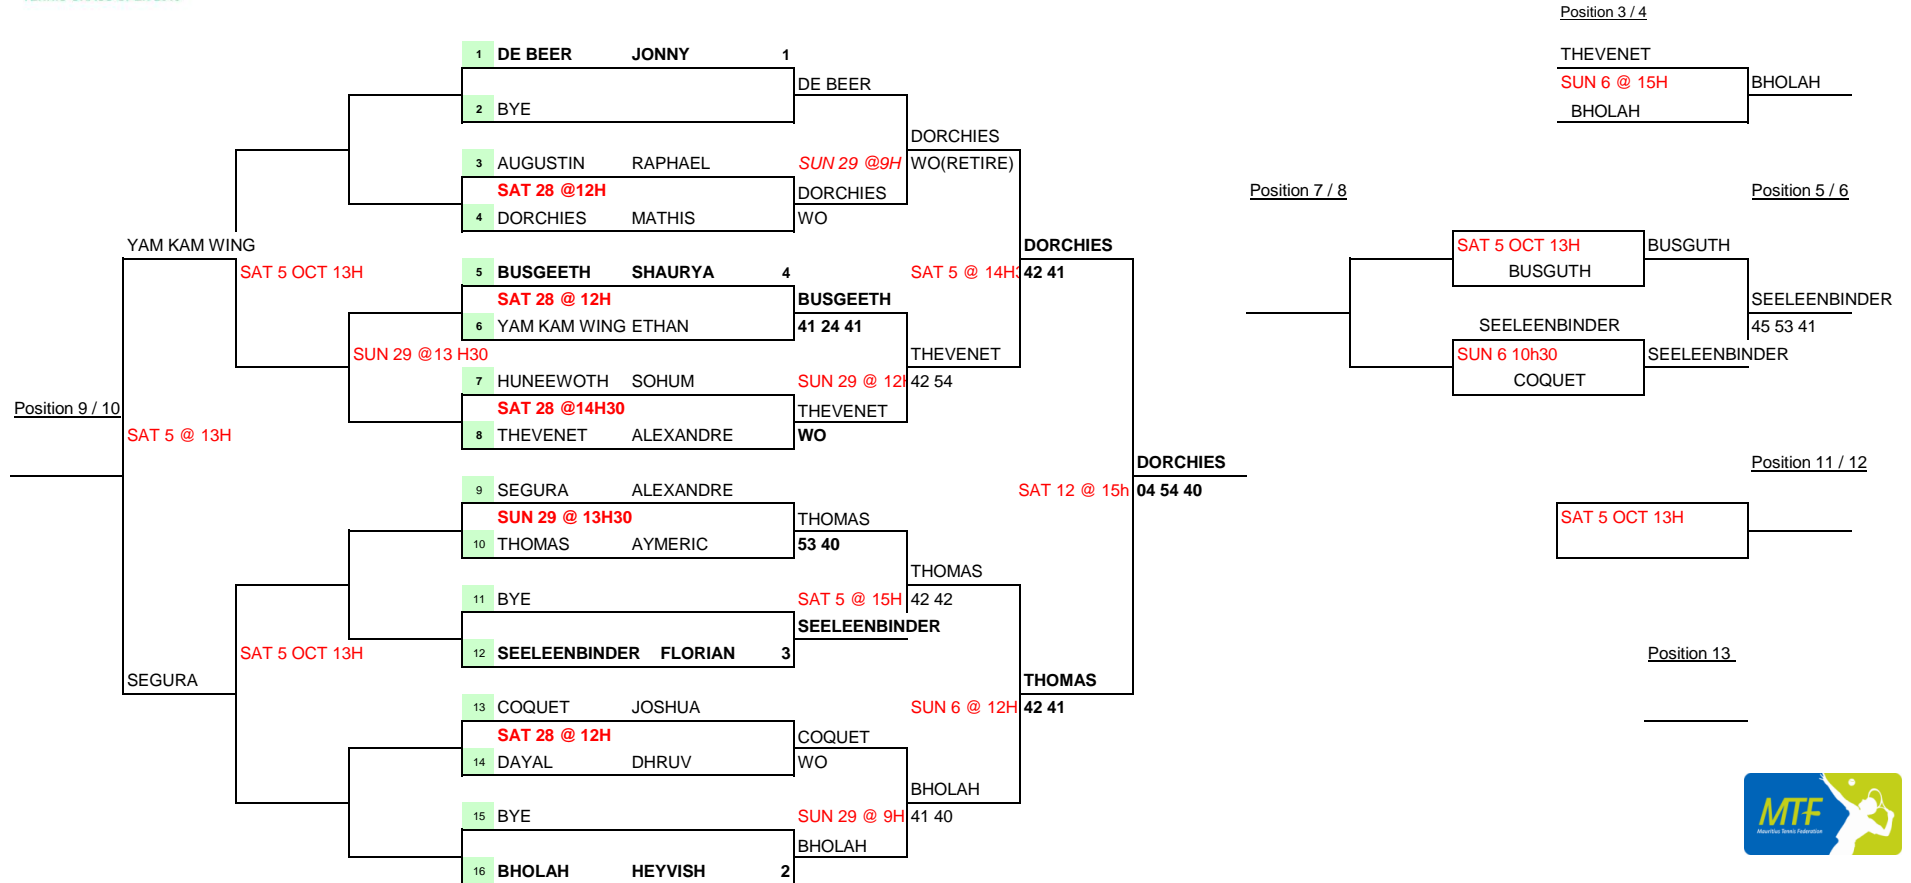 Position 3 / 4
1 DE BEER JONNY 1
THEVENET
DE BEER
SUN 6 @ 15H
BHOLAH
2 BYE
BHOLAH
DORCHIES
3 AUGUSTIN RAPHAEL
SUN 29 @9H
WO(RETIRE)
SAT 28 @12H
DORCHIES
Position 7 / 8
Position 5 / 6
4 DORCHIES MATHIS
WO
YAM KAM WING
DORCHIES
SAT 5 OCT 13H
BUSGUTH
SAT 5 OCT 13H
5 BUSGEETH SHAURYA 4
SAT 5 @ 14H
42 41
BUSGUTH
SAT 28 @ 12H
BUSGEETH
SEELEENBINDER
6 YAM KAM WING ETHAN
41 24 41
SEELEENBINDER
45 53 41
SUN 29 @13 H30
THEVENET
SUN 6 10h30
SEELEENBINDER
7 HUNEEWOTH SOHUM
SUN 29 @ 12H
42 54
COQUET
Position 9 / 10
SAT 28 @14H30
THEVENET
SAT 5 @ 13H
8 THEVENET ALEXANDRE
WO
DORCHIES
Position 11 / 12
9 SEGURA ALEXANDRE
SAT 12 @ 15h
04 54 40
SUN 29 @ 13H30
THOMAS
SAT 5 OCT 13H
10 THOMAS AYMERIC
53 40
THOMAS
11 BYE
SAT 5 @ 15H
42 42
SEELEENBINDER
SAT 5 OCT 13H
12 SEELEENBINDER FLORIAN 3
Position 13
SEGURA
THOMAS
13 COQUET JOSHUA
SUN 6 @ 12H
42 41
SAT 28 @ 12H
COQUET
14 DAYAL DHRUV
WO
BHOLAH
15 BYE
SUN 29 @ 9H
41 40
MTF
Mauritius Tennis Federation
BHOLAH
16 BHOLAH HEYVISH 2